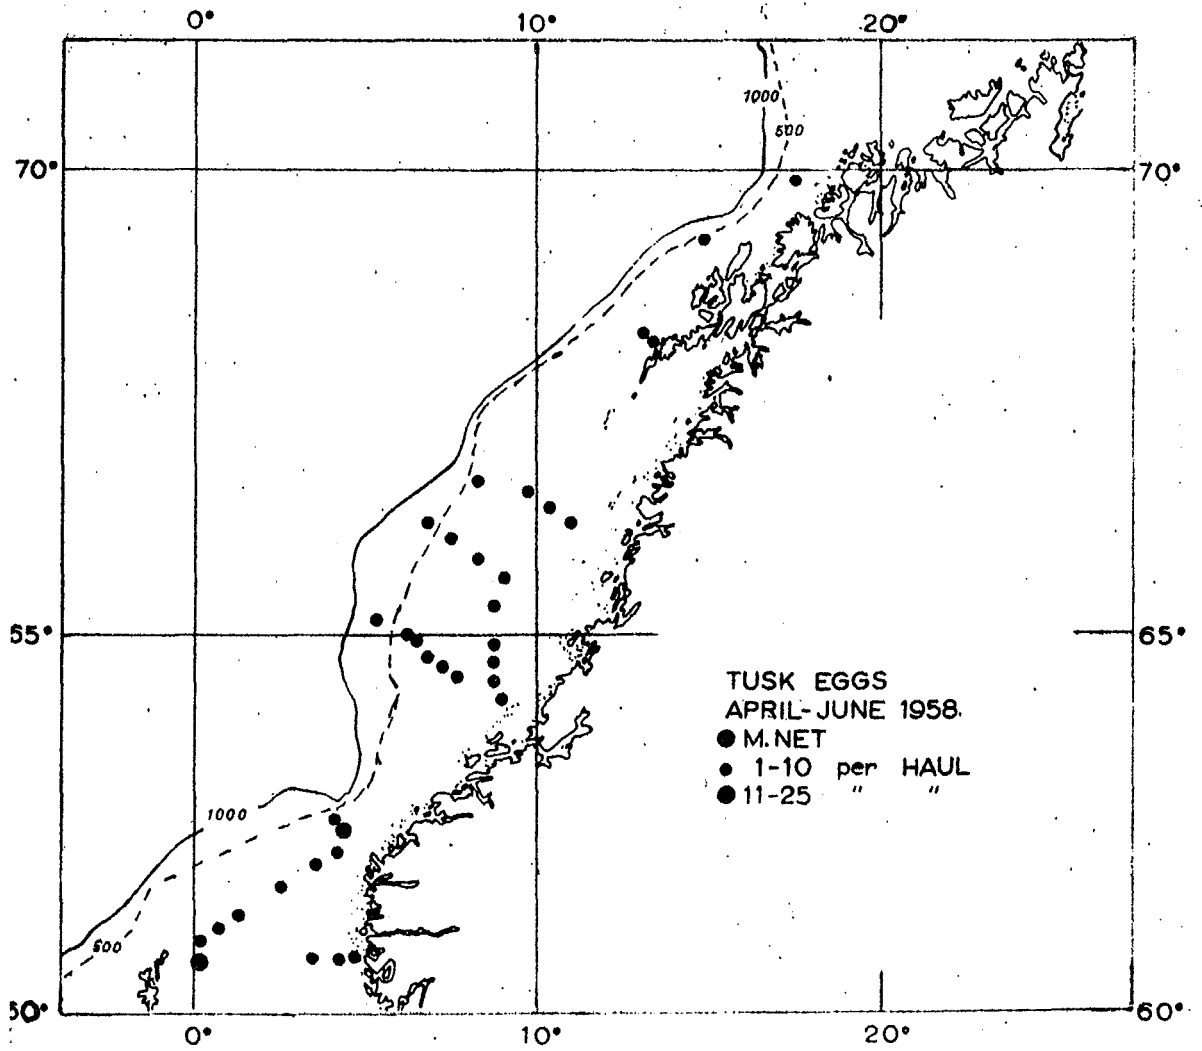 0° 10° 20°
1000
500
70° 70°
65° 65°
TUSK EGGS
APRIL-JUNE 1958.
● M.NET
● 1-10 per HAUL
● 11-25 " "
1000
500
60° 60°
0° 10° 20°